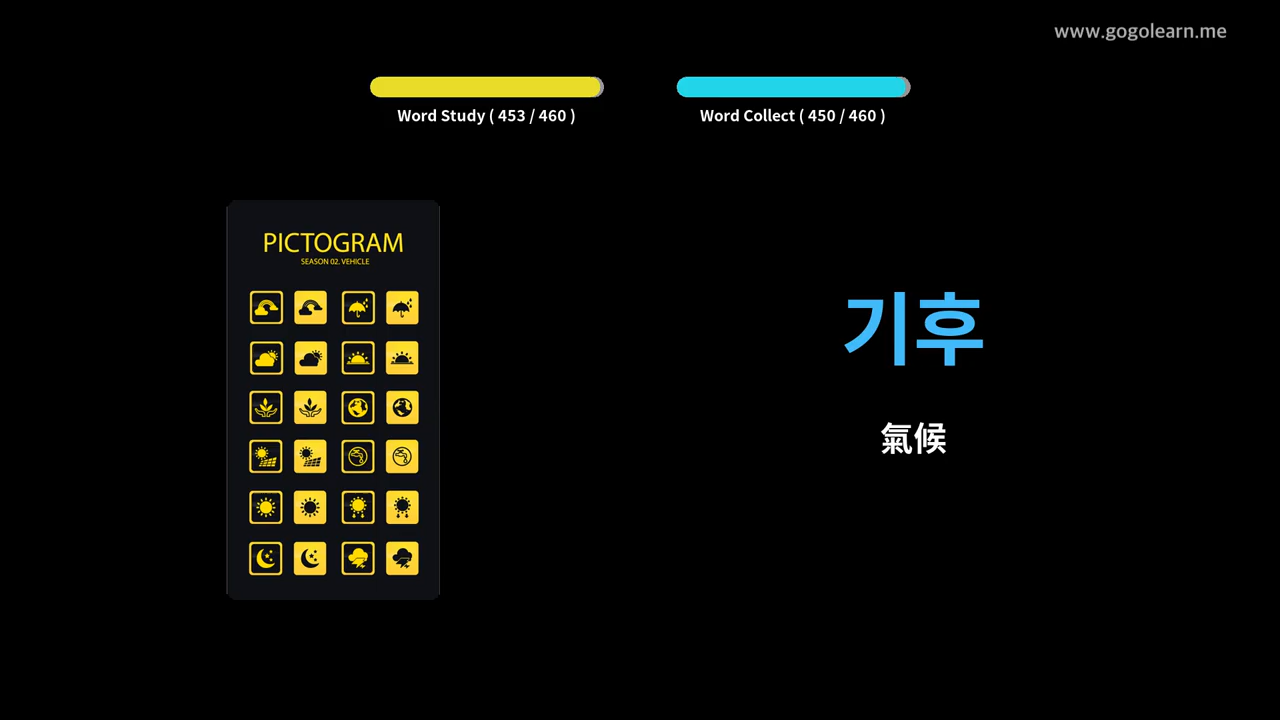 www.gogolearn.me
Word Study ( 453 / 460 )
Word Collect ( 450 / 460 )
PICTOGRAM
SEASON 02. VEHICLE
기후
氣候